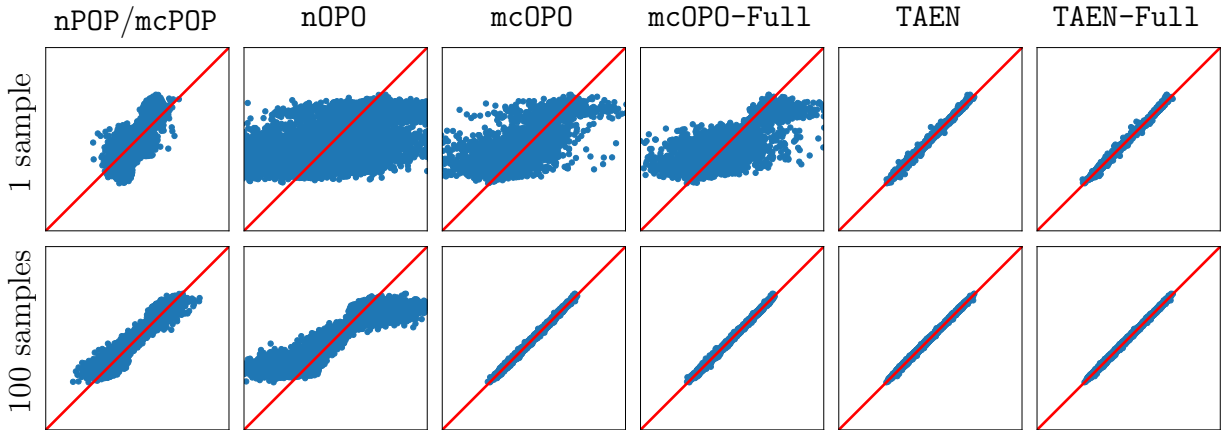 nPOP/mcPOP nOPO mcOPO mcOPO-Full TAEN TAEN-Full
1 sample
100 samples